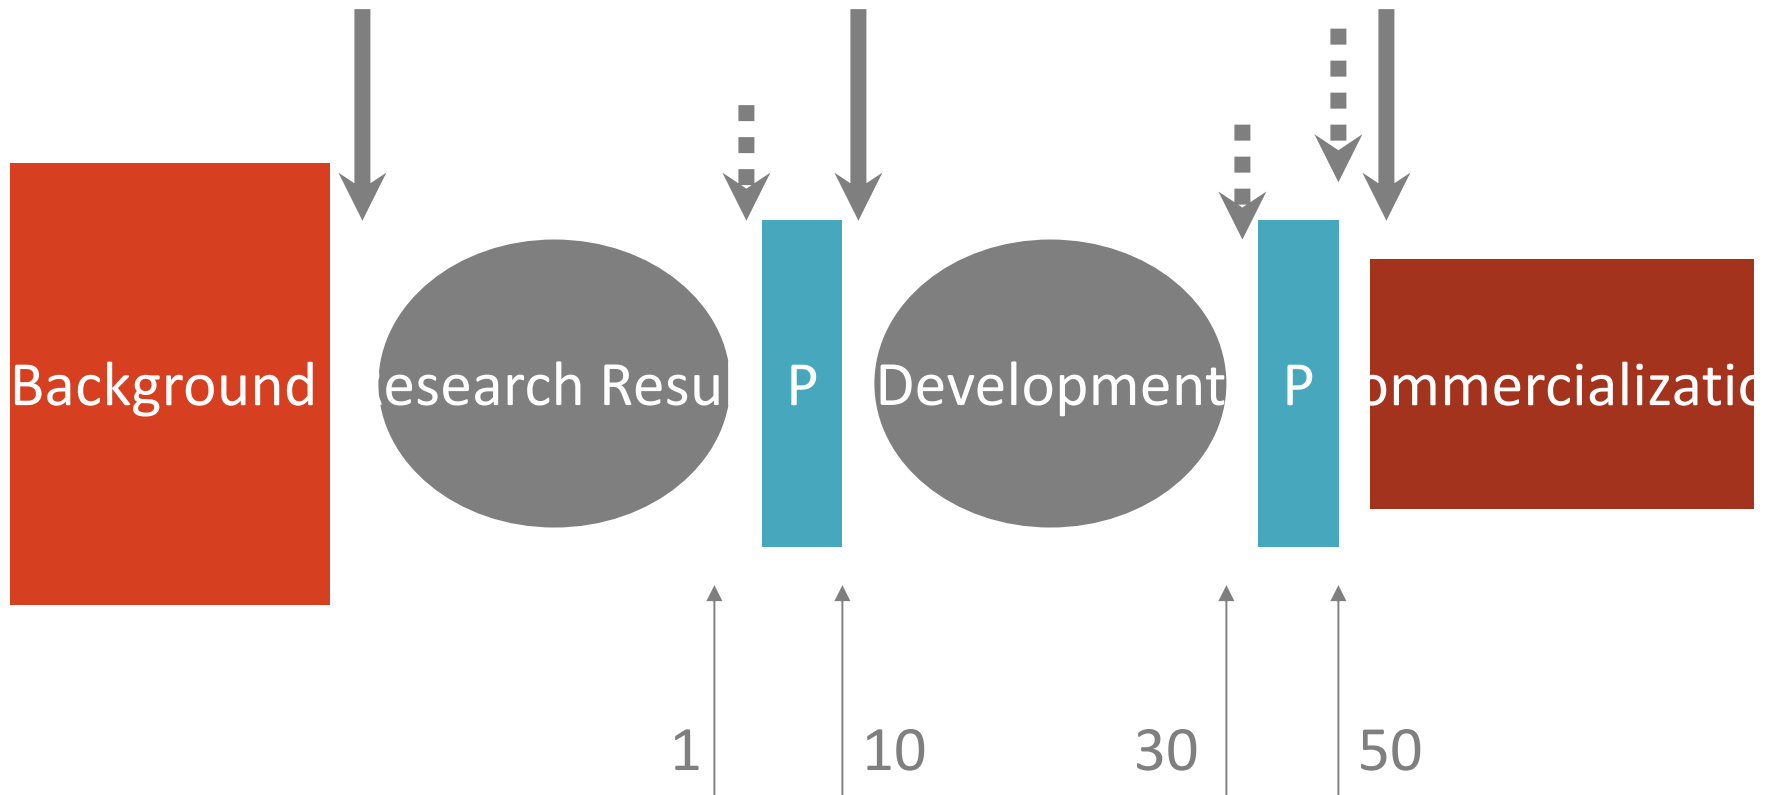 Background
esearch Resu
P
Development
P
ommercializatio
1
10
30
50